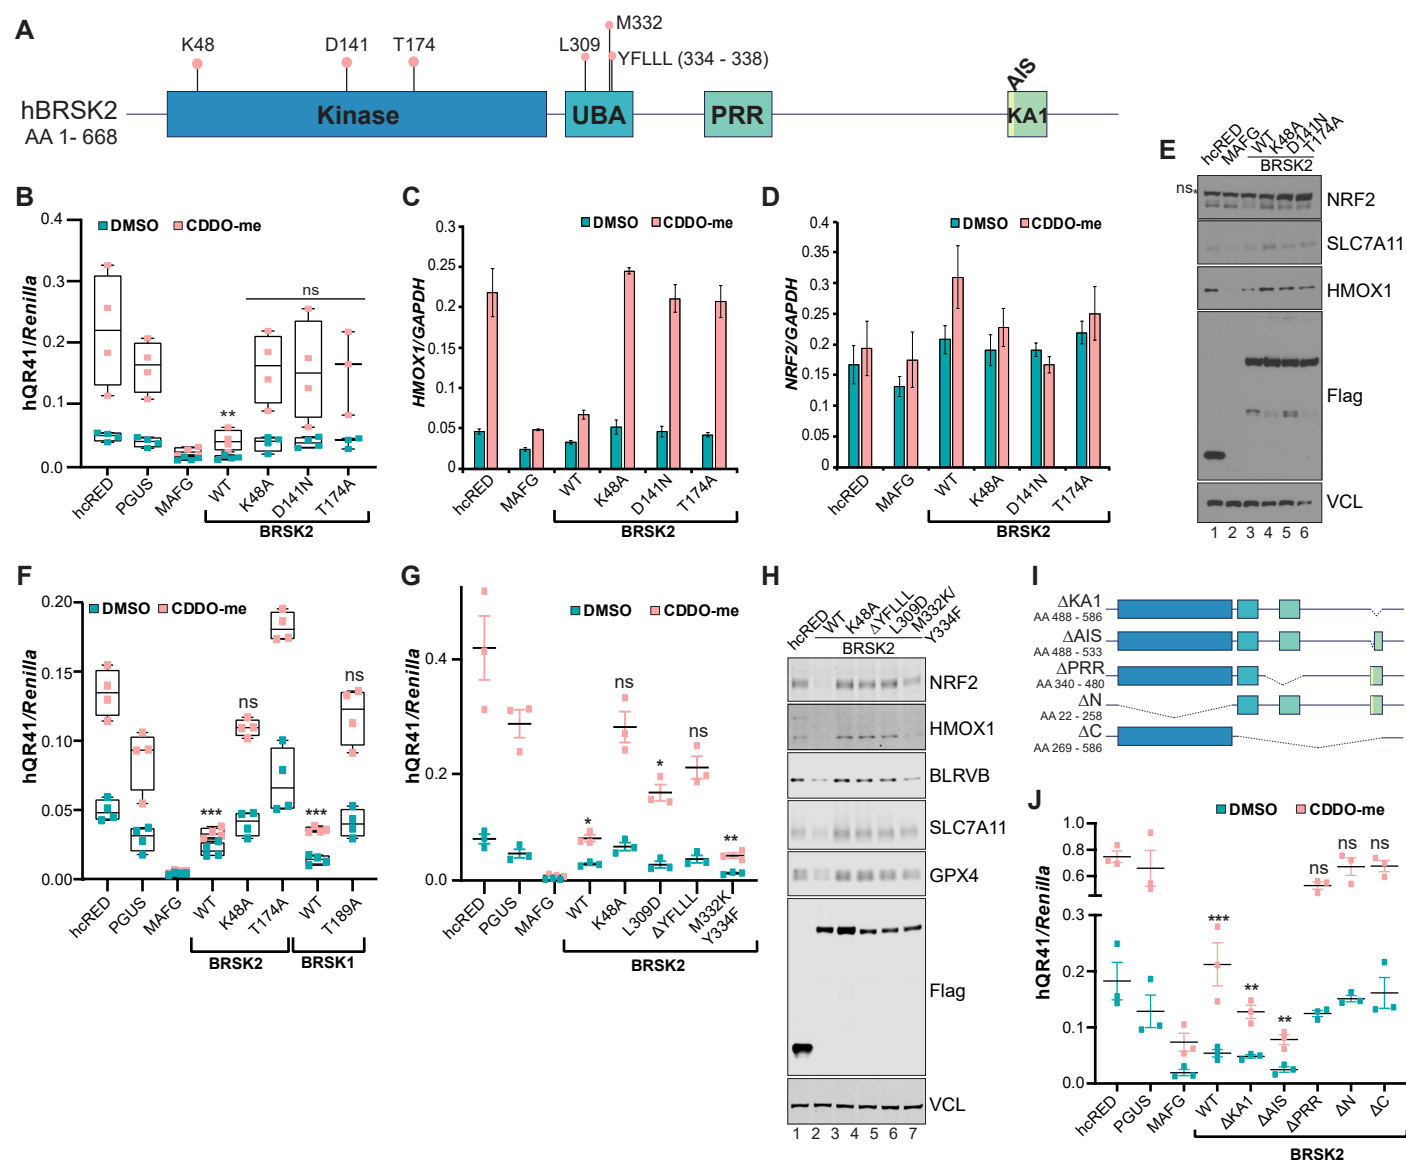 A
K48
D141
T174
L309
M332
YFLLL (334 - 338)
hBRSK2
AA 1- 668
Kinase
UBA
PRR
AIS
KA1
B
DMSO CDDO-me
hQR41/Renilla
0.4
0.3
0.2
0.1
0.0
**
ns
hcRED PGUS MAFG WT K48A D141N T174A
BRSK2
C
DMSO CDDO-me
HMOX1/GAPDH
0.3
0.25
0.2
0.15
0.1
0.05
0
hcRED MAFG WT K48A D141N T174A
BRSK2
D
DMSO CDDO-me
NRF2/GAPDH
0.4
0.35
0.3
0.25
0.2
0.15
0.1
0.05
0
hcRED MAFG WT K48A D141N T174A
BRSK2
E
hcRED MAFG WT K48A D141N T174A
BRSK2
ns*
NRF2
SLC7A11
HMOX1
Flag
VCL
1 2 3 4 5 6
F
DMSO CDDO-me
hQR41/Renilla
0.20
0.15
0.10
0.05
0.00
*** ns *** ns
hcRED PGUS MAFG WT K48A T174A WT T189A
BRSK2 BRSK1
G
DMSO CDDO-me
hQR41/Renilla
0.4
0.2
0.0
* ns * ns **
hcRED PGUS MAFG WT K48A L309D ΔYFLLL M332K Y334F
BRSK2
H
hcRED WT K48A ΔYFLLL L309D M332K/
Y334F
BRSK2
NRF2
HMOX1
BLRVB
SLC7A11
GPX4
Flag
VCL
1 2 3 4 5 6 7
I
ΔKA1
AA 488 - 586
ΔAIS
AA 488 - 533
ΔPRR
AA 340 - 480
ΔN
AA 22 - 258
ΔC
AA 269 - 586
J
DMSO CDDO-me
hQR41/Renilla
1.0
0.8
0.6
0.3
0.2
0.1
0.0
*** ** ** ns ns ns
hcRED PGUS MAFG WT ΔKA1 ΔAIS ΔPRR ΔN ΔC
BRSK2